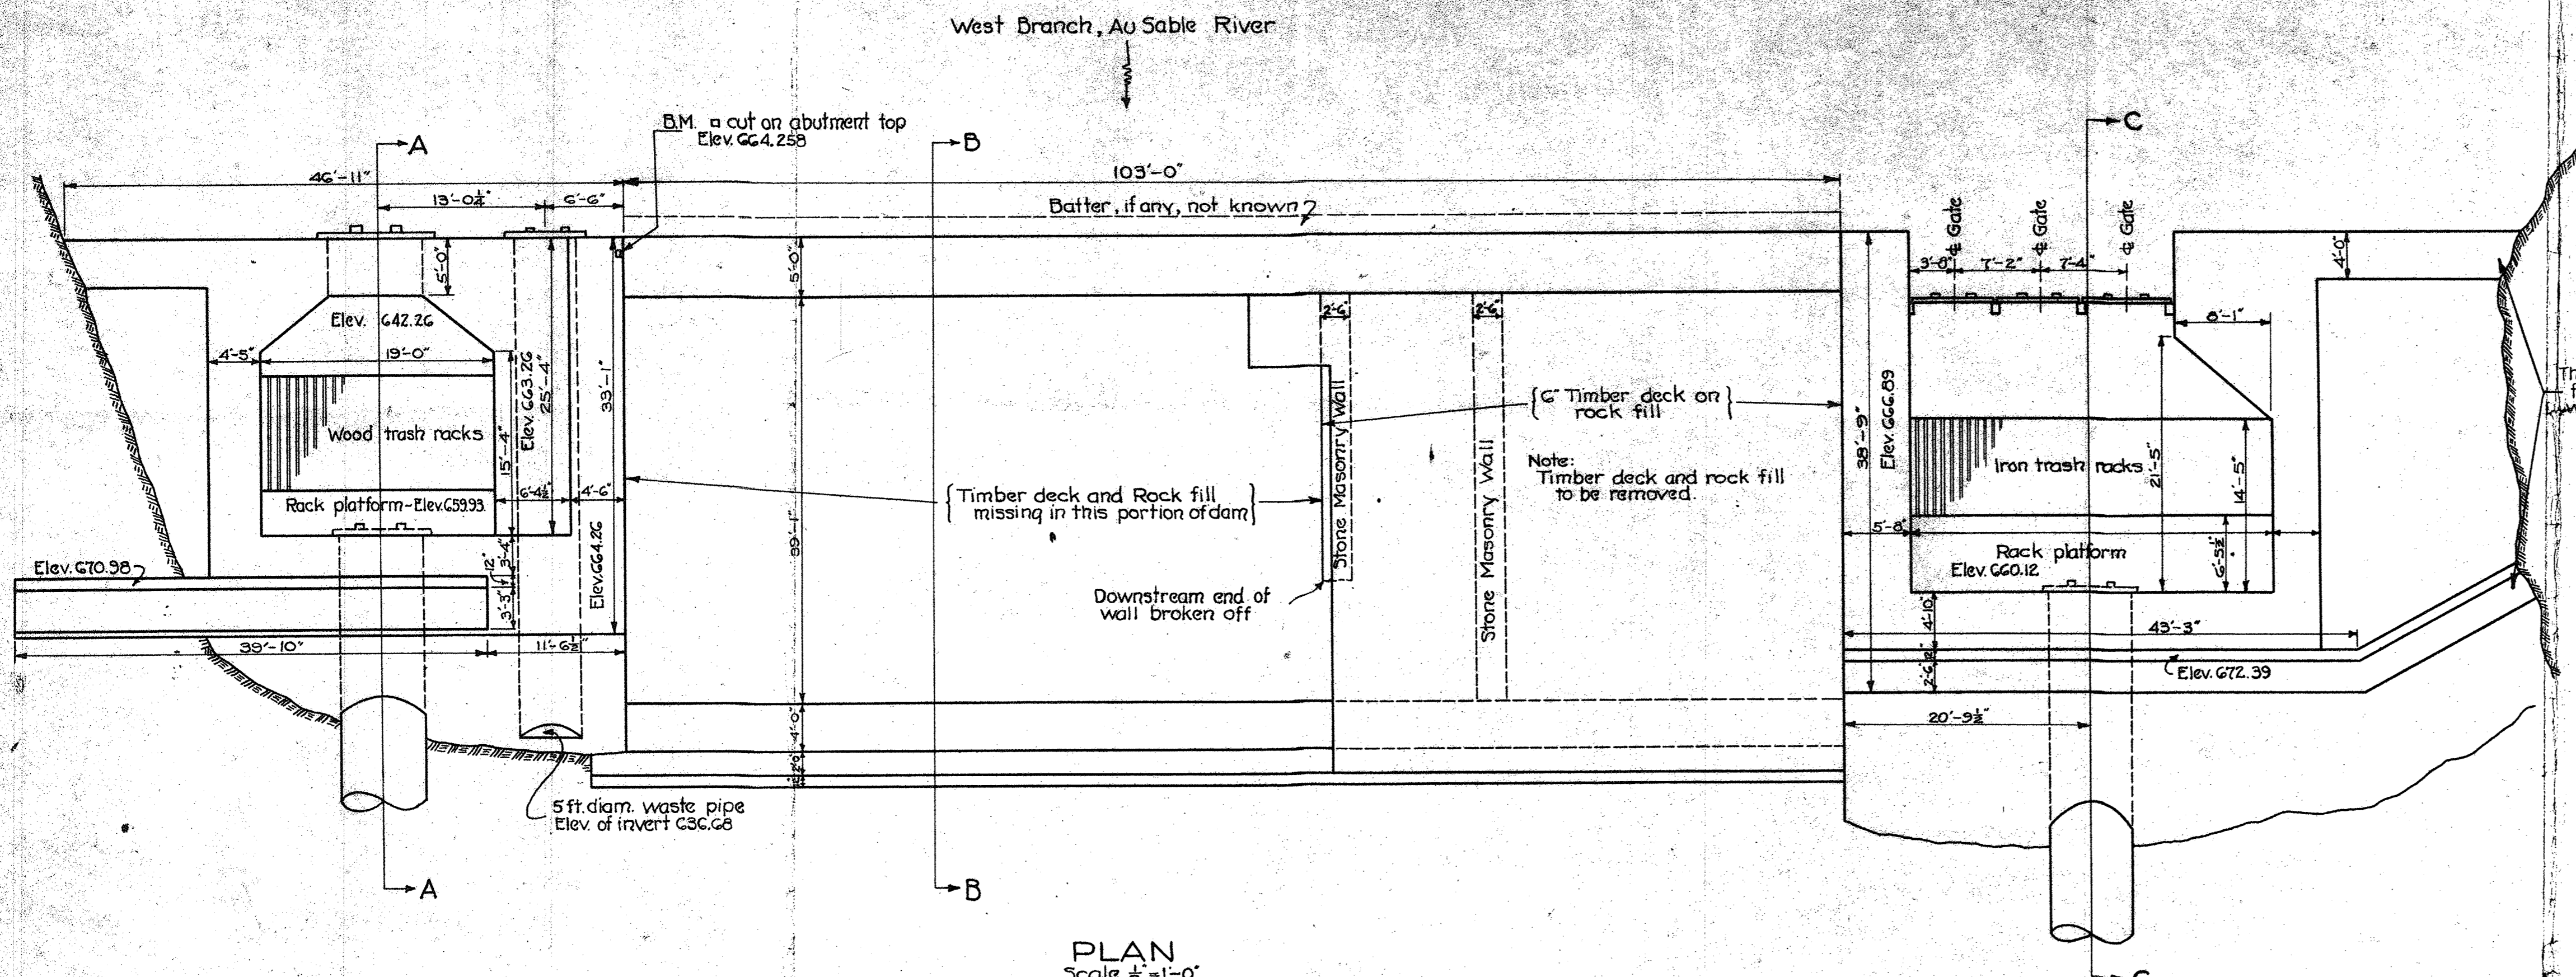 West Branch, Au Sable River
B.M. ▫ cut on abutment top
Elev. 664.258
A
B
C
46'-11"
103'-0"
13'-0¼"
6'-6"
Batter, if any, not known?
₵ Gate
₵ Gate
₵ Gate
3'-8"
7'-2"
7'-4"
4'-0"
5'-0"
5'-0"
Elev. 642.26
8'-1"
2'-6"
2'-6"
4'-5"
19'-0"
Elev. 663.26
25'-4"
33'-1"
15'-4"
Wood trash racks
6'-4½"
4'-6"
Rack platform-Elev.659.93
{Timber deck and Rock fill
missing in this portion of dam}
39'-1"
Stone Masonry Wall
Stone Masonry Wall
{6" Timber deck on
rock fill}
Note:
Timber deck and rock fill
to be removed.
38'-9"
Elev. 666.89
Iron trash racks
21'-5"
14'-5"
5'-8"
Rack platform
Elev. 660.12
6'-5½"
Elev. 670.98
12"
3'-4"
3'-3"
Elev. 664.26
Downstream end of
wall broken off
39'-10"
11'-6½"
4'-10"
12"
2'-6"
43'-3"
Elev. 672.39
20'-9½"
4'-0"
2'-0"
5 ft. diam. waste pipe
Elev. of invert 636.68
A
B
PLAN